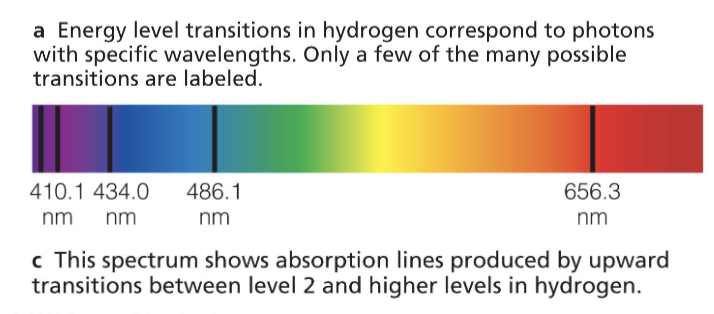 a Energy level transitions in hydrogen correspond to photons
with specific wavelengths. Only a few of the many possible
transitions are labeled.
410.1 434.0 486.1 656.3
nm nm nm nm
c This spectrum shows absorption lines produced by upward
transitions between level 2 and higher levels in hydrogen.